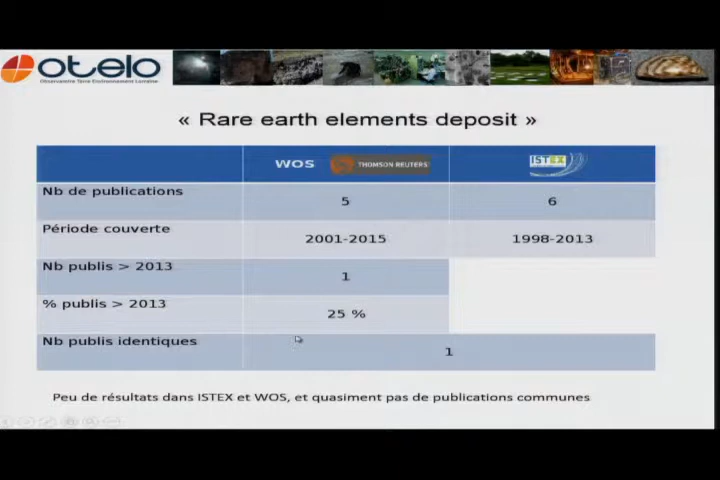 otelo
Observatoire Terre Environnement Lorraine
« Rare earth elements deposit »
WOS THOMSON REUTERS ISTEX
Nb de publications 5 6
Période couverte 2001-2015 1998-2013
Nb publis > 2013 1
% publis > 2013 25 %
Nb publis identiques 1
Peu de résultats dans ISTEX et WOS, et quasiment pas de publications communes